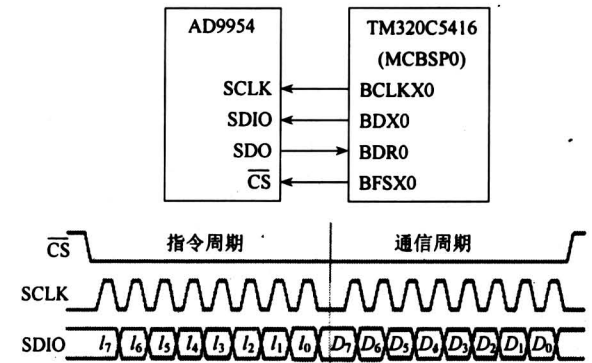 AD9954 TM320C5416
(MCBSP0)
SCLK BCLKX0
SDIO BDX0
SDO BDR0
CS BFSX0
CS 指令周期 通信周期
SCLK
SDIO I7 I6 I5 I4 I3 I2 I1 I0 D7 D6 D5 D4 D3 D2 D1 D0